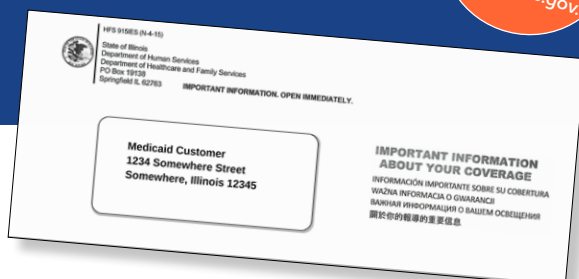 .gov.
HFS 915IES (N-4-15)
State of Illinois
Department of Human Services
Department of Healthcare and Family Services
PO Box 19138
Springfield IL 62763
IMPORTANT INFORMATION. OPEN IMMEDIATELY.
Medicaid Customer
1234 Somewhere Street
Somewhere, Illinois 12345
IMPORTANT INFORMATION
ABOUT YOUR COVERAGE
INFORMACIÓN IMPORTANTE SOBRE SU COBERTURA
WAŻNA INFORMACJA O GWARANCJI
ВАЖНАЯ ИНФОРМАЦИЯ О ВАШЕМ ОСВЕЩЕНИЯ
關於你的報導的重要信息